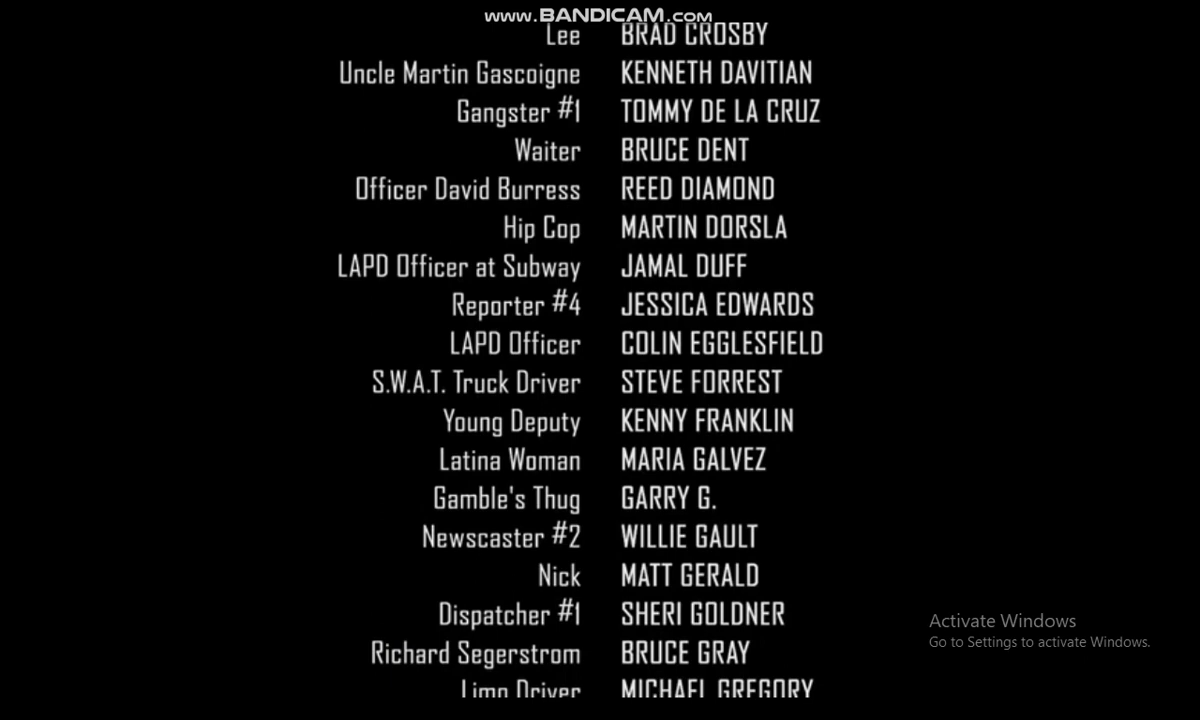 www.BANDICAM.com
Lee BRAD CROSBY
Uncle Martin Gascoigne KENNETH DAVITIAN
Gangster #1 TOMMY DE LA CRUZ
Waiter BRUCE DENT
Officer David Burress REED DIAMOND
Hip Cop MARTIN DORSLA
LAPD Officer at Subway JAMAL DUFF
Reporter #4 JESSICA EDWARDS
LAPD Officer COLIN EGGLESFIELD
S.W.A.T. Truck Driver STEVE FORREST
Young Deputy KENNY FRANKLIN
Latina Woman MARIA GALVEZ
Gamble's Thug GARRY G.
Newscaster #2 WILLIE GAULT
Nick MATT GERALD
Dispatcher #1 SHERI GOLDNER
Richard Segerstrom BRUCE GRAY
Limo Driver MICHAEL GREGORY
Activate Windows
Go to Settings to activate Windows.